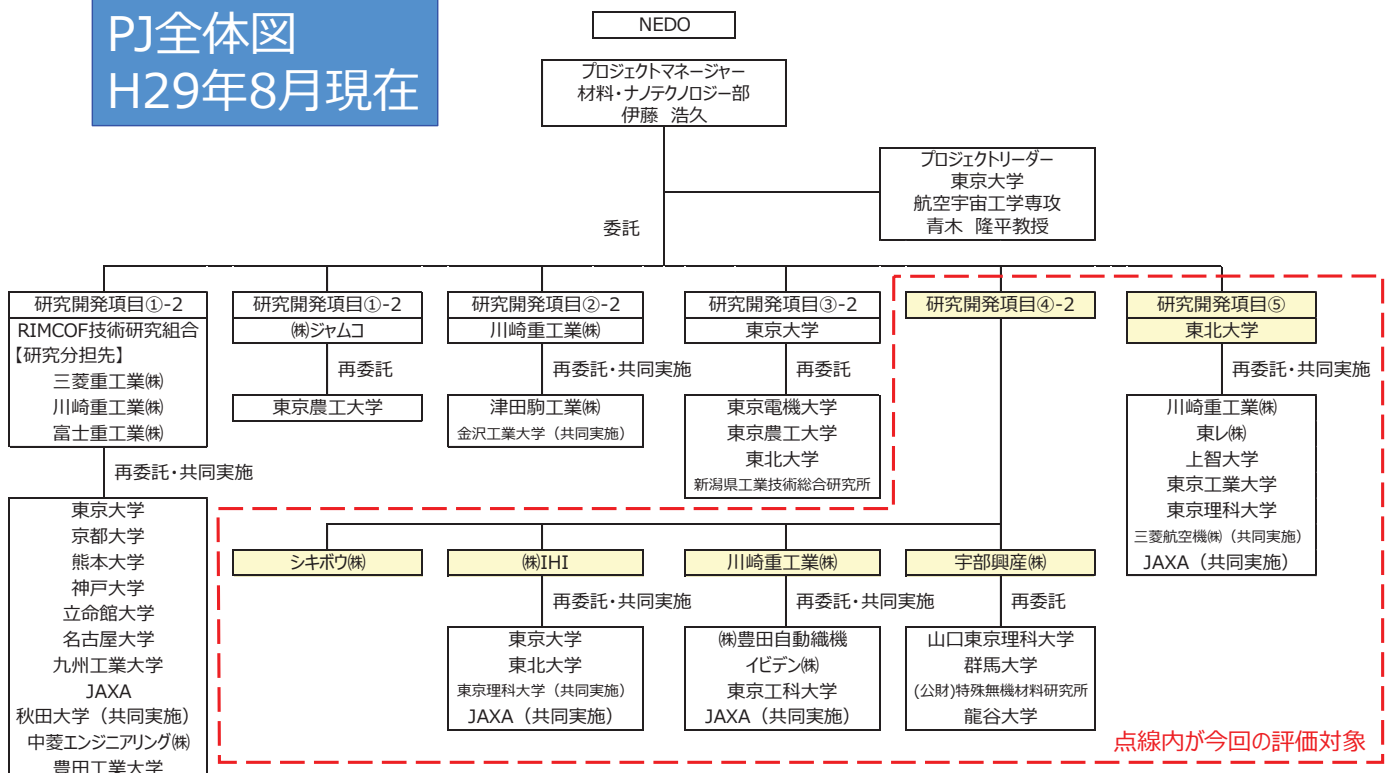 PJ全体図
H29年8月現在
NEDO
プロジェクトマネージャー
材料・ナノテクノロジー部
伊藤 浩久
プロジェクトリーダー
東京大学
航空宇宙工学専攻
青木 隆平教授
委託
研究開発項目①-2
RIMCOF技術研究組合
【研究分担先】
三菱重工業㈱
川崎重工業㈱
富士重工業㈱
再委託・共同実施
東京大学
京都大学
熊本大学
神戸大学
立命館大学
名古屋大学
九州工業大学
JAXA
秋田大学（共同実施）
中菱エンジニアリング㈱
豊田工業大学
研究開発項目①-2
㈱ジャムコ
再委託
東京農工大学
研究開発項目②-2
川崎重工業㈱
再委託・共同実施
津田駒工業㈱
金沢工業大学（共同実施）
研究開発項目③-2
東京大学
再委託
東京電機大学
東京農工大学
東北大学
新潟県工業技術総合研究所
研究開発項目④-2
シキボウ㈱
㈱IHI
再委託・共同実施
東京大学
東北大学
東京理科大学（共同実施）
JAXA（共同実施）
川崎重工業㈱
再委託・共同実施
㈱豊田自動織機
イビデン㈱
東京工科大学
JAXA（共同実施）
宇部興産㈱
再委託
山口東京理科大学
群馬大学
(公財)特殊無機材料研究所
龍谷大学
研究開発項目⑤
東北大学
再委託・共同実施
川崎重工業㈱
東レ㈱
上智大学
東京工業大学
東京理科大学
三菱航空機㈱（共同実施）
JAXA（共同実施）
点線内が今回の評価対象